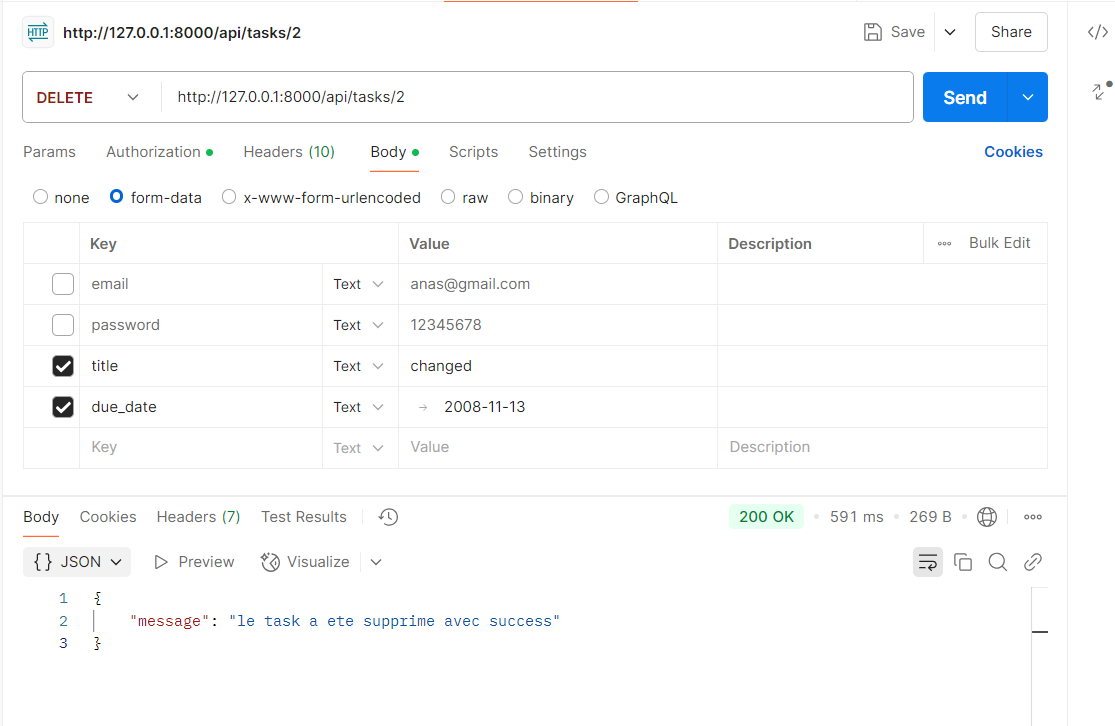 HTTP http://127.0.0.1:8000/api/tasks/2 Save Share
DELETE http://127.0.0.1:8000/api/tasks/2 Send
Params Authorization Headers (10) Body Scripts Settings Cookies
none form-data x-www-form-urlencoded raw binary GraphQL
Key Value Description Bulk Edit
email Text anas@gmail.com
password Text 12345678
title Text changed
due_date Text → 2008-11-13
Key Text Value Description
Body Cookies Headers (7) Test Results 200 OK • 591 ms • 269 B
{} JSON Preview Visualize
1 {
2 "message": "le task a ete supprime avec success"
3 }